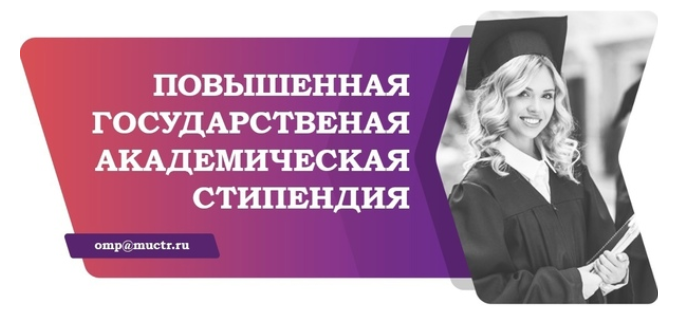 ПОВЫШЕННАЯ
ГОСУДАРСТВЕНАЯ
АКАДЕМИЧЕСКАЯ
СТИПЕНДИЯ
omp@muctr.ru